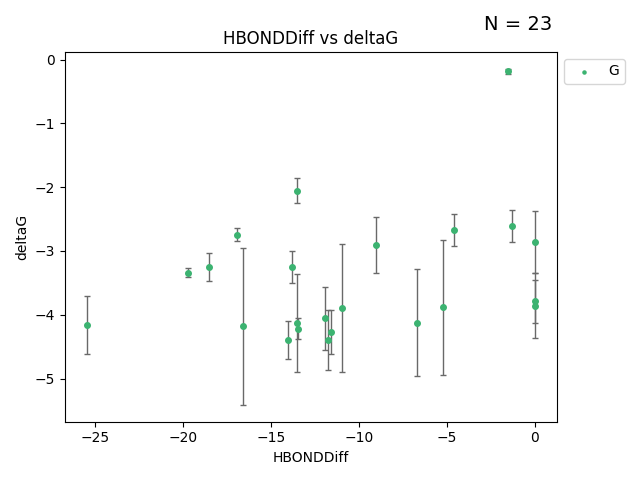 N = 23
HBONDDiff vs deltaG
G
0
−1
−2
−3
−4
−5
deltaG
−25 −20 −15 −10 −5 0
HBONDDiff